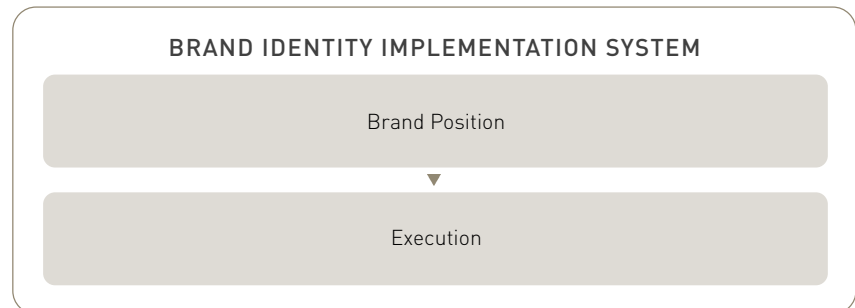 BRAND IDENTITY IMPLEMENTATION SYSTEM
Brand Position
Execution